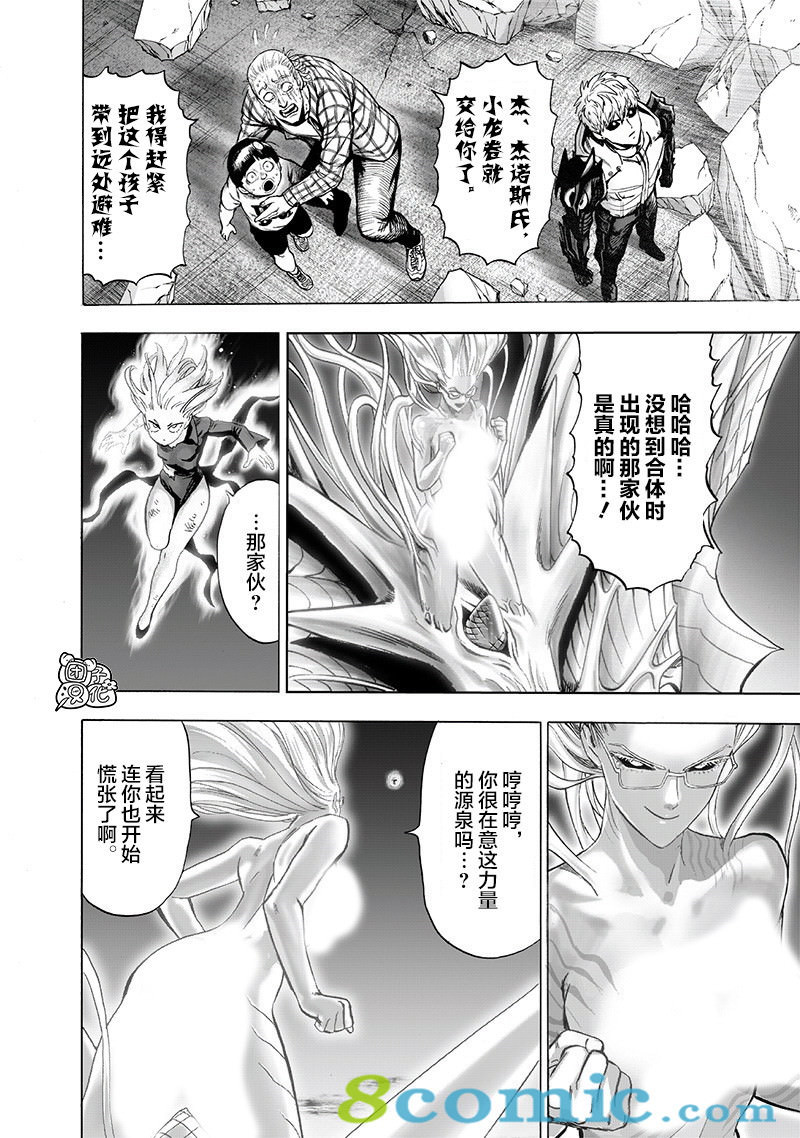 杰、杰诺斯氏,
小龙卷就
交给你了。
我得赶紧
把这个孩子
带到远处避难…
哈哈哈…
没想到合体时
出现的那家伙
是真的啊…!
…那家伙?
哼哼哼,
你很在意这力量
的源泉吗…?
看起来
连你也开始
慌张了啊。
团子汉化
8comic.com